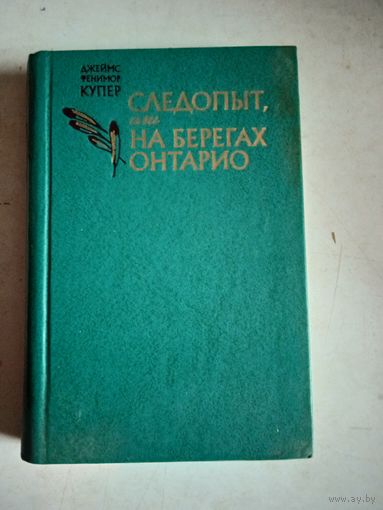 ДЖЕЙМС
ФЕНИМОР
КУПЕР
СЛЕДОПЫТ,
или
НА БЕРЕГАХ
ОНТАРИО
www.ay.by